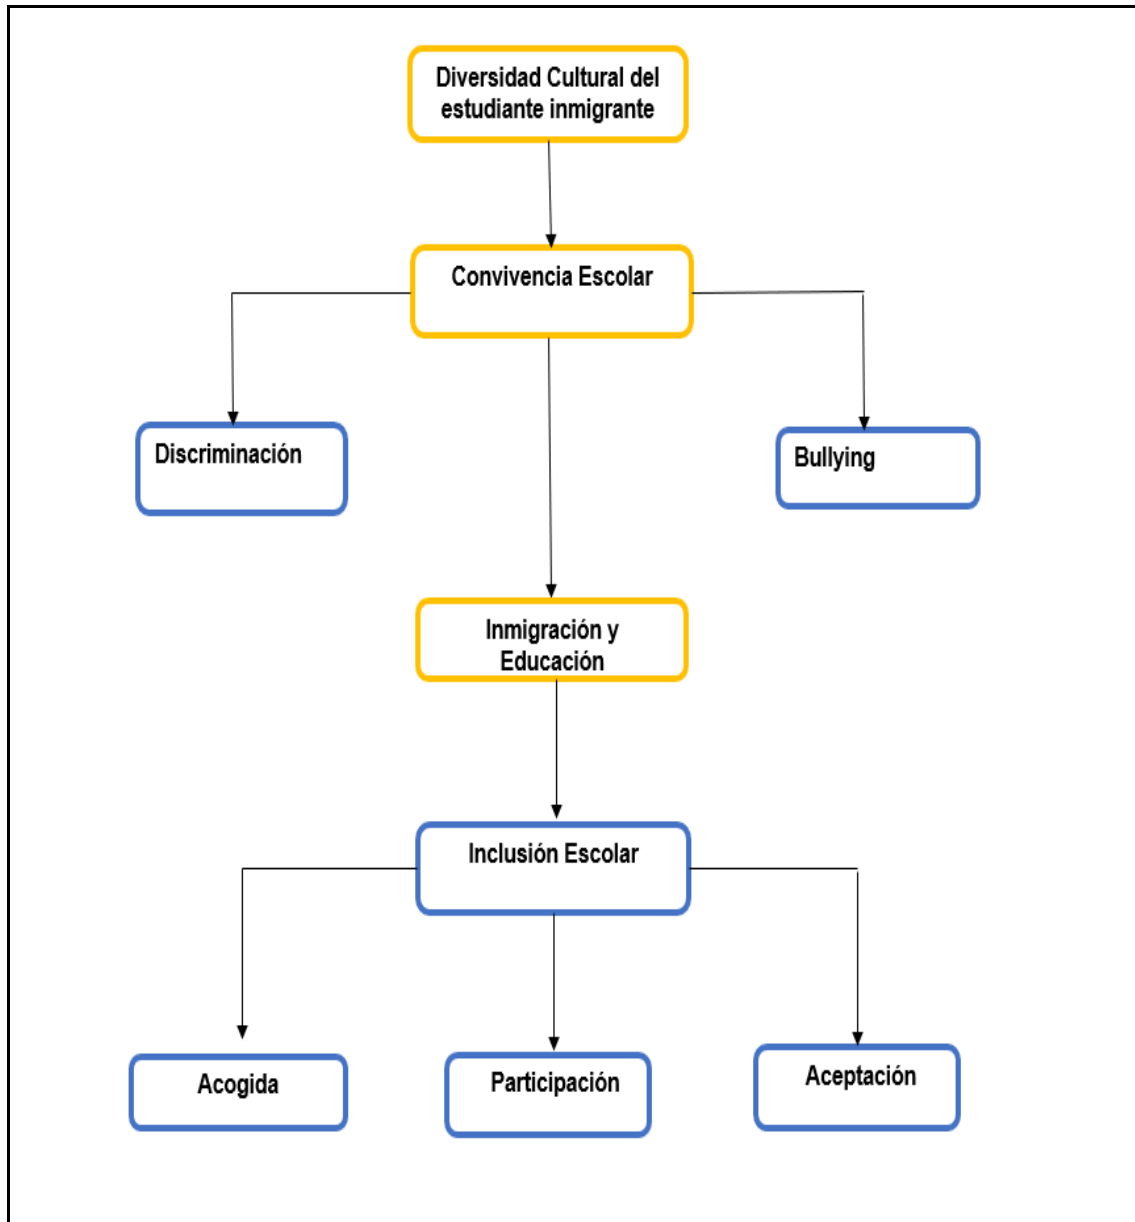 Diversidad Cultural del
estudiante inmigrante
Convivencia Escolar
Discriminación
Bullying
Inmigración y
Educación
Inclusión Escolar
Acogida
Participación
Aceptación